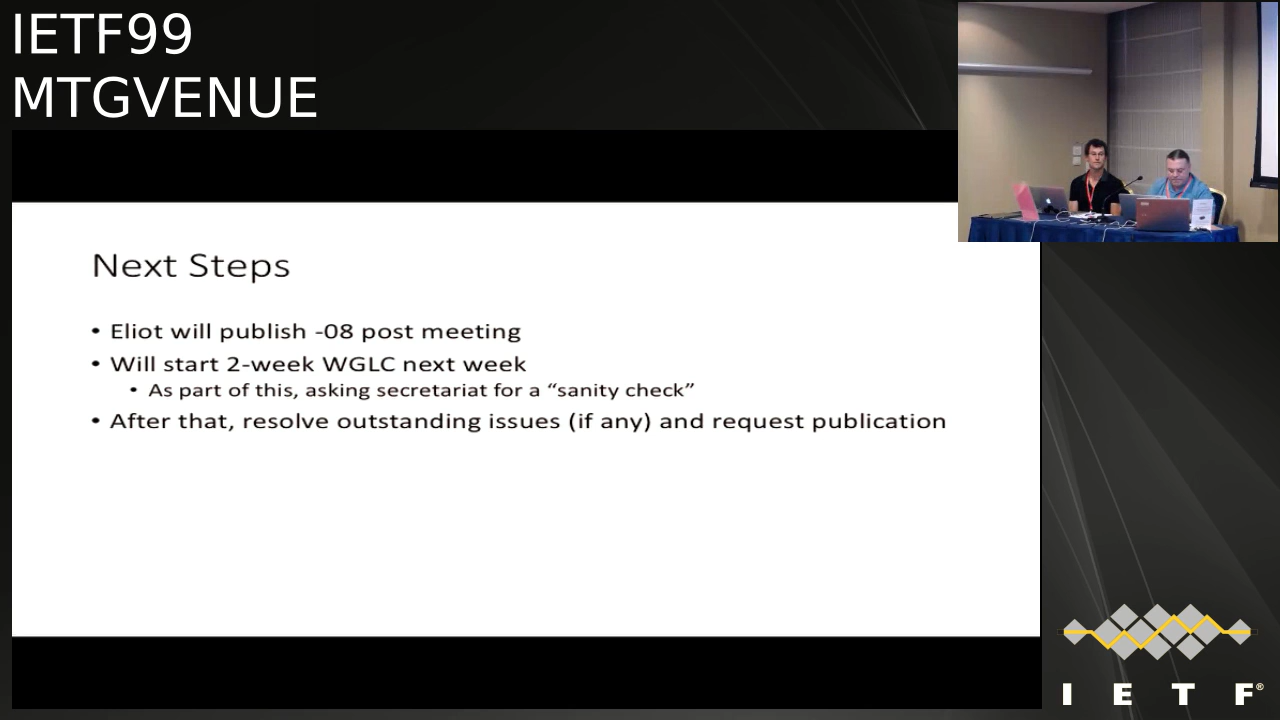 IETF99
MTGVENUE
Next Steps
• Eliot will publish -08 post meeting
• Will start 2-week WGLC next week
• As part of this, asking secretariat for a “sanity check”
• After that, resolve outstanding issues (if any) and request publication
I E T F®